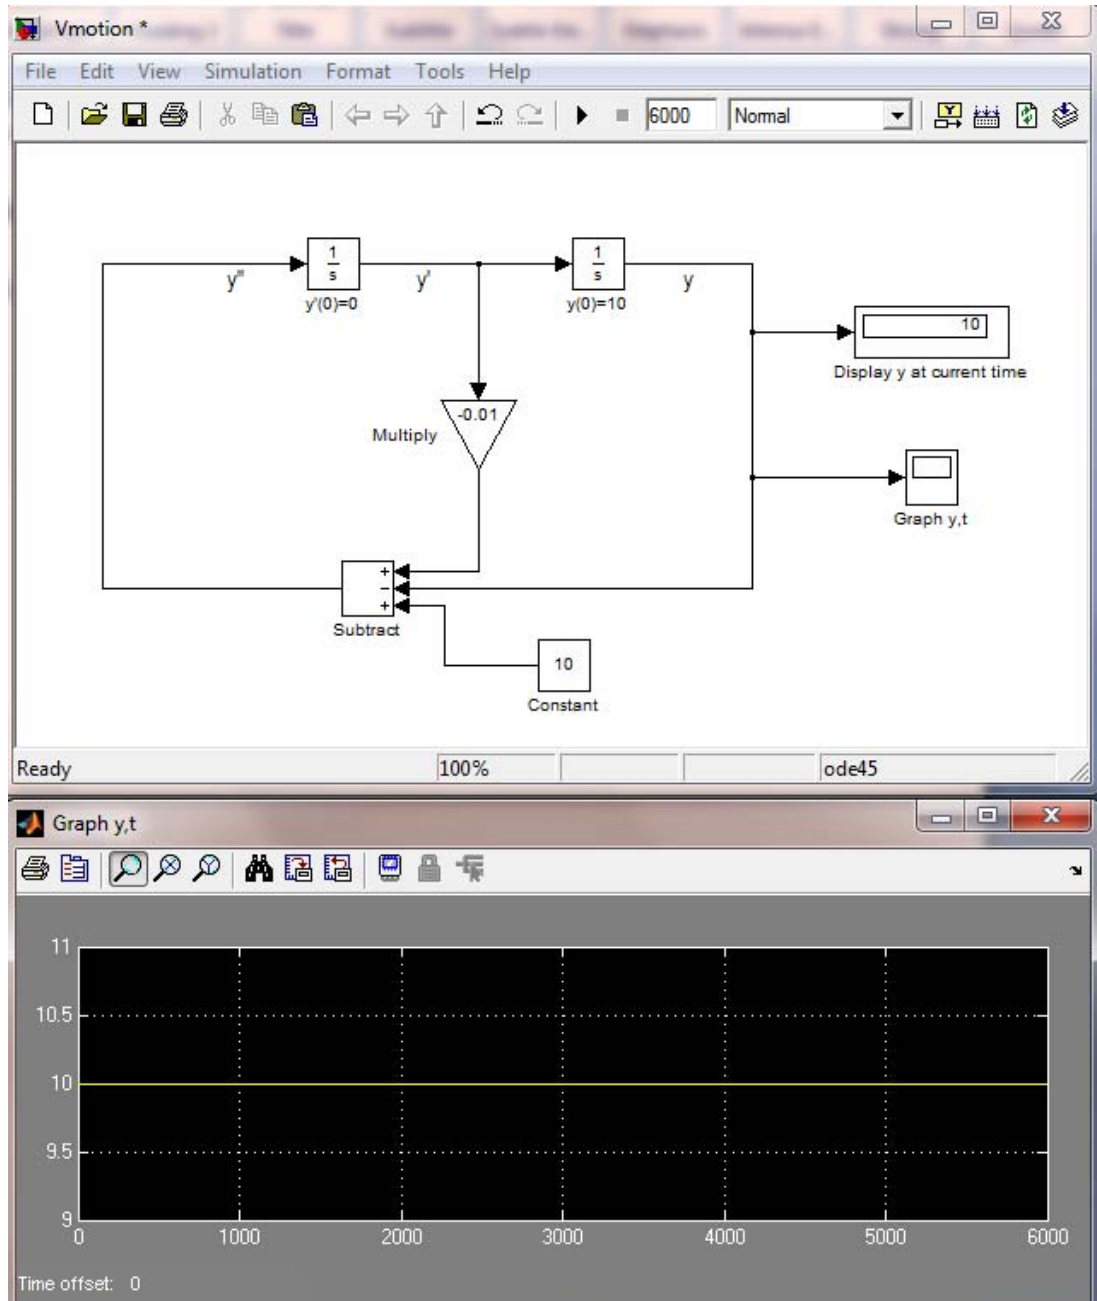 Vmotion *
File Edit View Simulation Format Tools Help
6000 Normal
1
s
y'(0)=0
y''
y'
1
s
y(0)=10
y
10
Display y at current time
-0.01
Multiply
Graph y,t
+
−
+
Subtract
10
Constant
Ready 100% ode45
Graph y,t
11
10.5
10
9.5
9
0 1000 2000 3000 4000 5000 6000
Time offset: 0